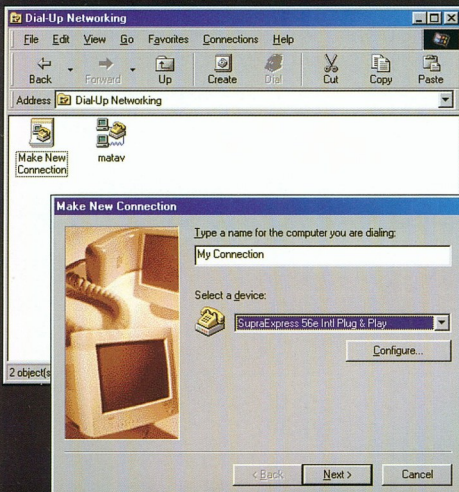 Dial-Up Networking
File Edit View Go Favorites Connections Help
Back Forward Up Create Dial Cut Copy Paste
Address Dial-Up Networking
Make New Connection
matav
Make New Connection
Type a name for the computer you are dialing:
My Connection
Select a device:
SupraExpress 56e Intl Plug & Play
Configure...
2 object(s
< Back Next > Cancel